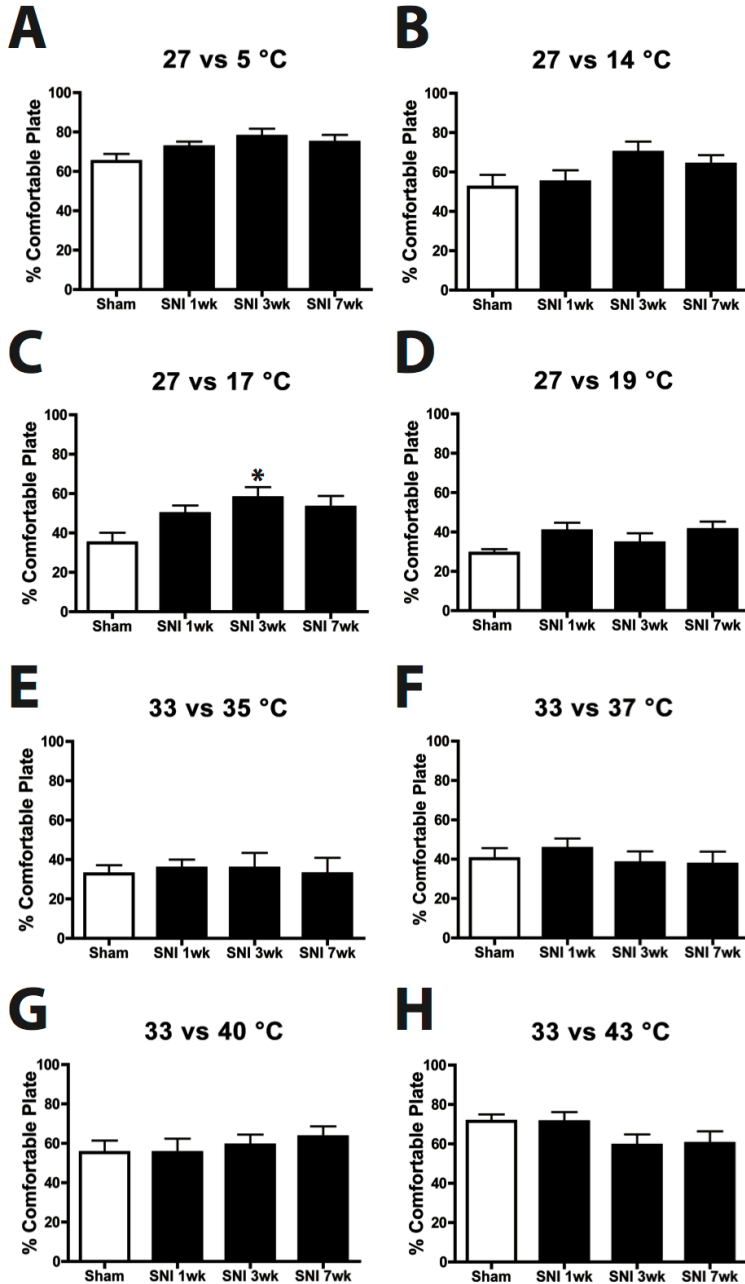 A
27 vs 5 °C
% Comfortable Plate
100
80
60
40
20
0
Sham SNI 1wk SNI 3wk SNI 7wk
B
27 vs 14 °C
% Comfortable Plate
100
80
60
40
20
0
Sham SNI 1wk SNI 3wk SNI 7wk
C
27 vs 17 °C
% Comfortable Plate
100
80
60
40
20
0
*
Sham SNI 1wk SNI 3wk SNI 7wk
D
27 vs 19 °C
% Comfortable Plate
100
80
60
40
20
0
Sham SNI 1wk SNI 3wk SNI 7wk
E
33 vs 35 °C
% Comfortable Plate
100
80
60
40
20
0
Sham SNI 1wk SNI 3wk SNI 7wk
F
33 vs 37 °C
% Comfortable Plate
100
80
60
40
20
0
Sham SNI 1wk SNI 3wk SNI 7wk
G
33 vs 40 °C
% Comfortable Plate
100
80
60
40
20
0
Sham SNI 1wk SNI 3wk SNI 7wk
H
33 vs 43 °C
% Comfortable Plate
100
80
60
40
20
0
Sham SNI 1wk SNI 3wk SNI 7wk